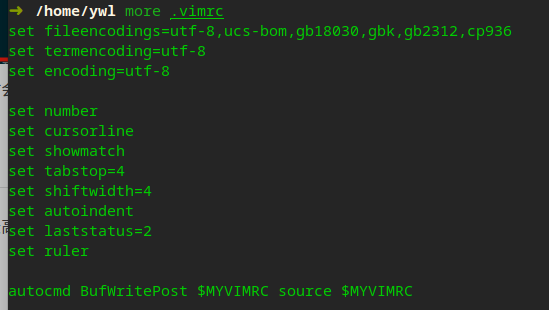 ➜ /home/ywl more .vimrc
set fileencodings=utf-8,ucs-bom,gb18030,gbk,gb2312,cp936
set termencoding=utf-8
set encoding=utf-8
set number
set cursorline
set showmatch
set tabstop=4
set shiftwidth=4
set autoindent
set laststatus=2
set ruler
autocmd BufWritePost $MYVIMRC source $MYVIMRC